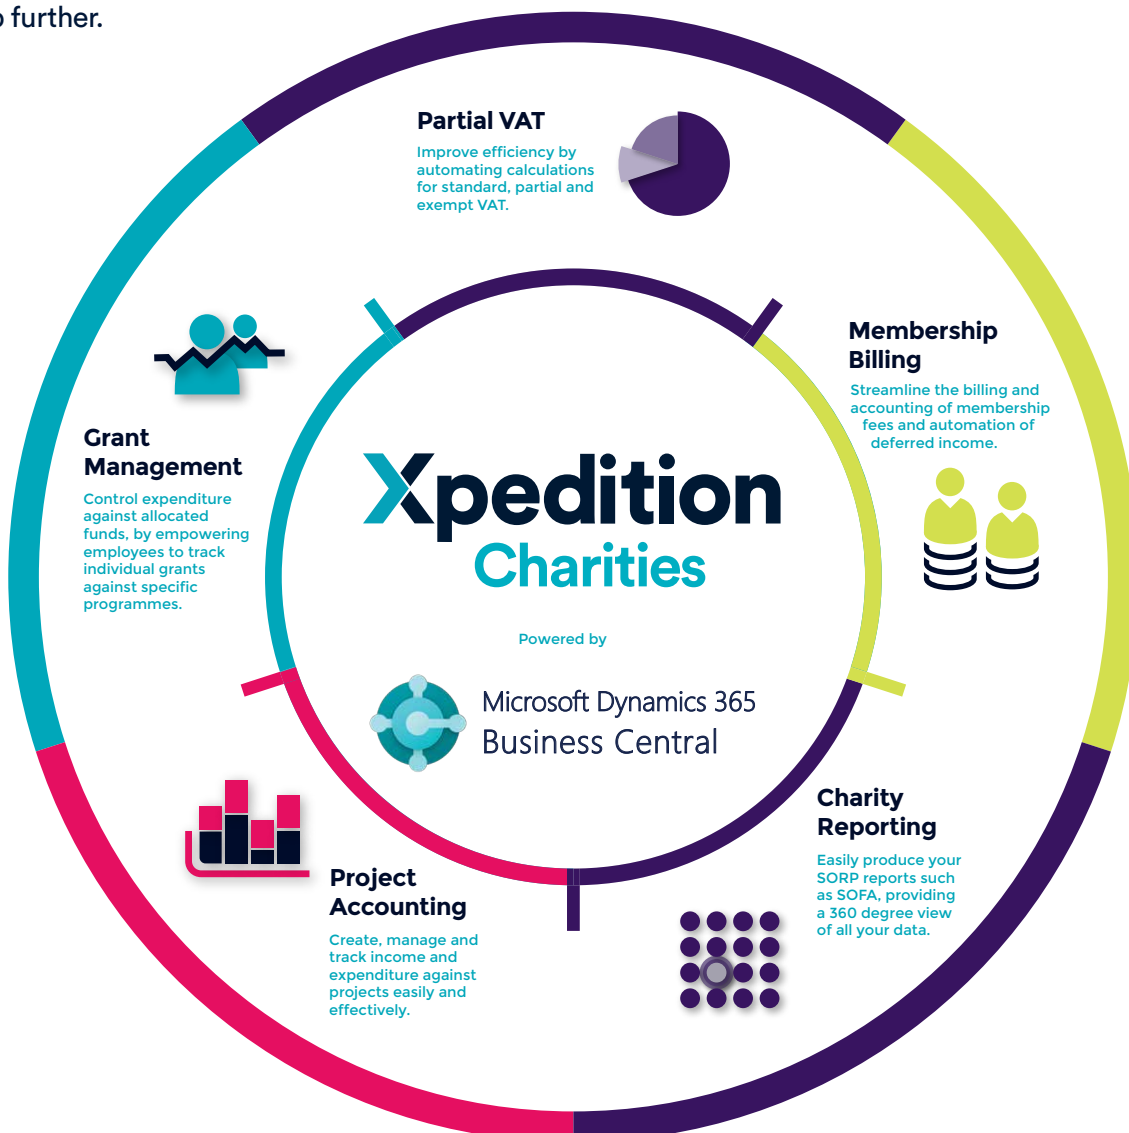 further.
Partial VAT
Improve efficiency by
automating calculations
for standard, partial and
exempt VAT.
Membership
Billing
Streamline the billing and
accounting of membership
fees and automation of
deferred income.
Grant
Management
Control expenditure
against allocated
funds, by empowering
employees to track
individual grants
against specific
programmes.
Xpedition
Charities
Powered by
Microsoft Dynamics 365
Business Central
Charity
Reporting
Easily produce your
SORP reports such
as SOFA, providing
a 360 degree view
of all your data.
Project
Accounting
Create, manage and
track income and
expenditure against
projects easily and
effectively.